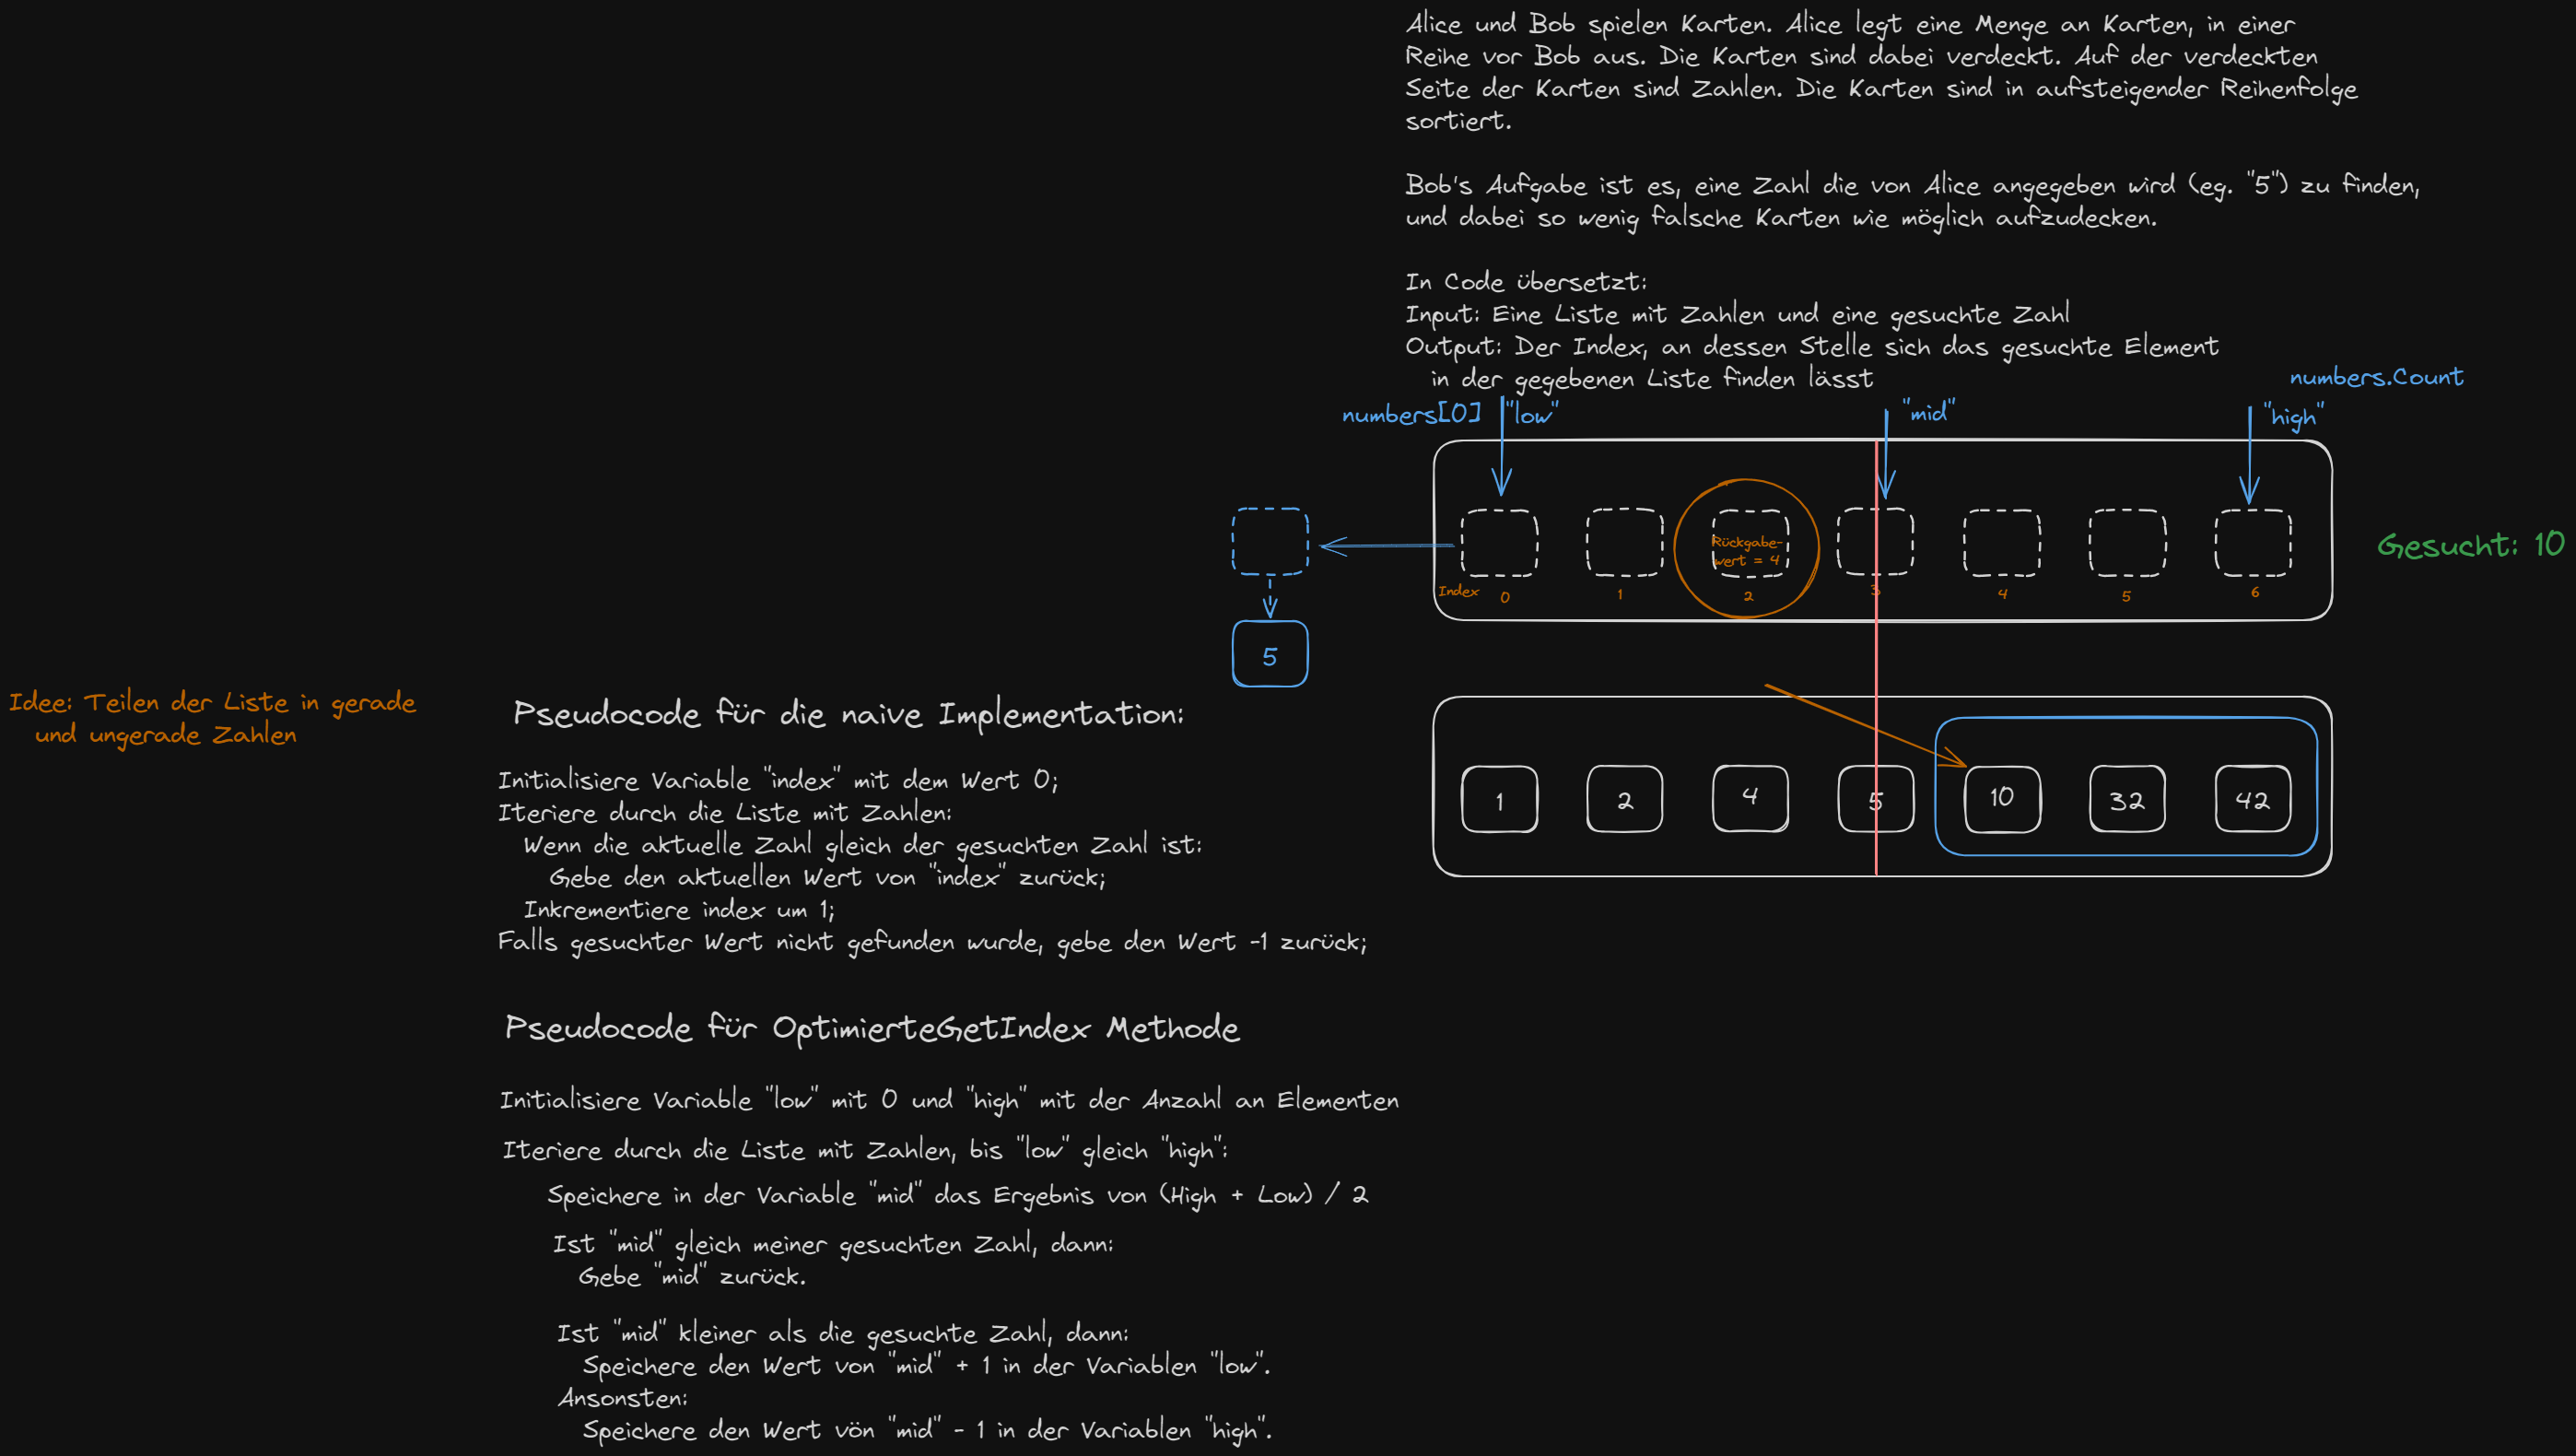 Alice und Bob spielen Karten. Alice legt eine Menge an Karten, in einer
Reihe vor Bob aus. Die Karten sind dabei verdeckt. Auf der verdeckten
Seite der Karten sind Zahlen. Die Karten sind in aufsteigender Reihenfolge
sortiert.
Bob's Aufgabe ist es, eine Zahl die von Alice angegeben wird (eg. "5") zu finden,
und dabei so wenig falsche Karten wie möglich aufzudecken.
In Code übersetzt:
Input: Eine Liste mit Zahlen und eine gesuchte Zahl
Output: Der Index, an dessen Stelle sich das gesuchte Element
in der gegebenen Liste finden lässt
numbers.Count
numbers[0] "low" "mid" "high"
Rückgabe-
wert = 4
Gesucht: 10
Index 0 1 2 3 4 5 6
5
1 2 4 5 10 32 42
Idee: Teilen der Liste in gerade
und ungerade Zahlen
Pseudocode für die naive Implementation:
Initialisiere Variable "index" mit dem Wert 0;
Iteriere durch die Liste mit Zahlen:
Wenn die aktuelle Zahl gleich der gesuchten Zahl ist:
Gebe den aktuellen Wert von "index" zurück;
Inkrementiere index um 1;
Falls gesuchter Wert nicht gefunden wurde, gebe den Wert -1 zurück;
Pseudocode für OptimierteGetIndex Methode
Initialisiere Variable "low" mit 0 und "high" mit der Anzahl an Elementen
Iteriere durch die Liste mit Zahlen, bis "low" gleich "high":
Speichere in der Variable "mid" das Ergebnis von (High + Low) / 2
Ist "mid" gleich meiner gesuchten Zahl, dann:
Gebe "mid" zurück.
Ist "mid" kleiner als die gesuchte Zahl, dann:
Speichere den Wert von "mid" + 1 in der Variablen "low".
Ansonsten:
Speichere den Wert vön "mid" - 1 in der Variablen "high".